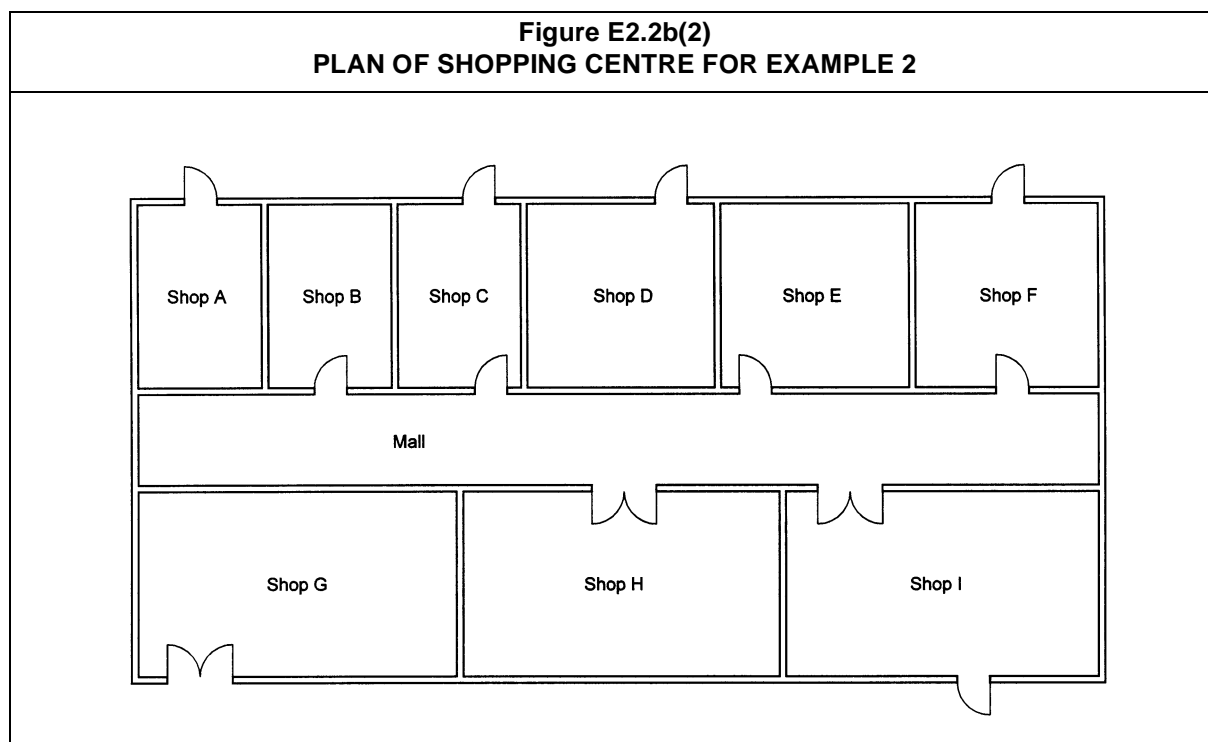 Figure E2.2b(2)
PLAN OF SHOPPING CENTRE FOR EXAMPLE 2
Shop A
Shop B
Shop C
Shop D
Shop E
Shop F
Mall
Shop G
Shop H
Shop I